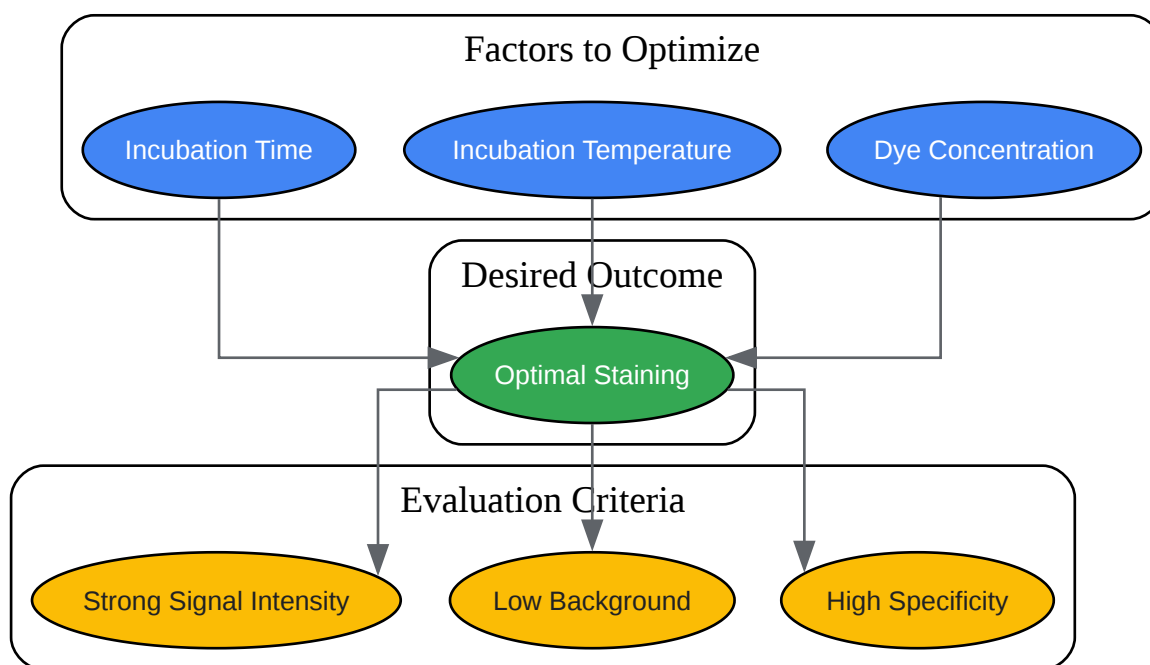 Factors to Optimize
Incubation Time
Incubation Temperature
Dye Concentration
Desired Outcome
Optimal Staining
Evaluation Criteria
Strong Signal Intensity
Low Background
High Specificity